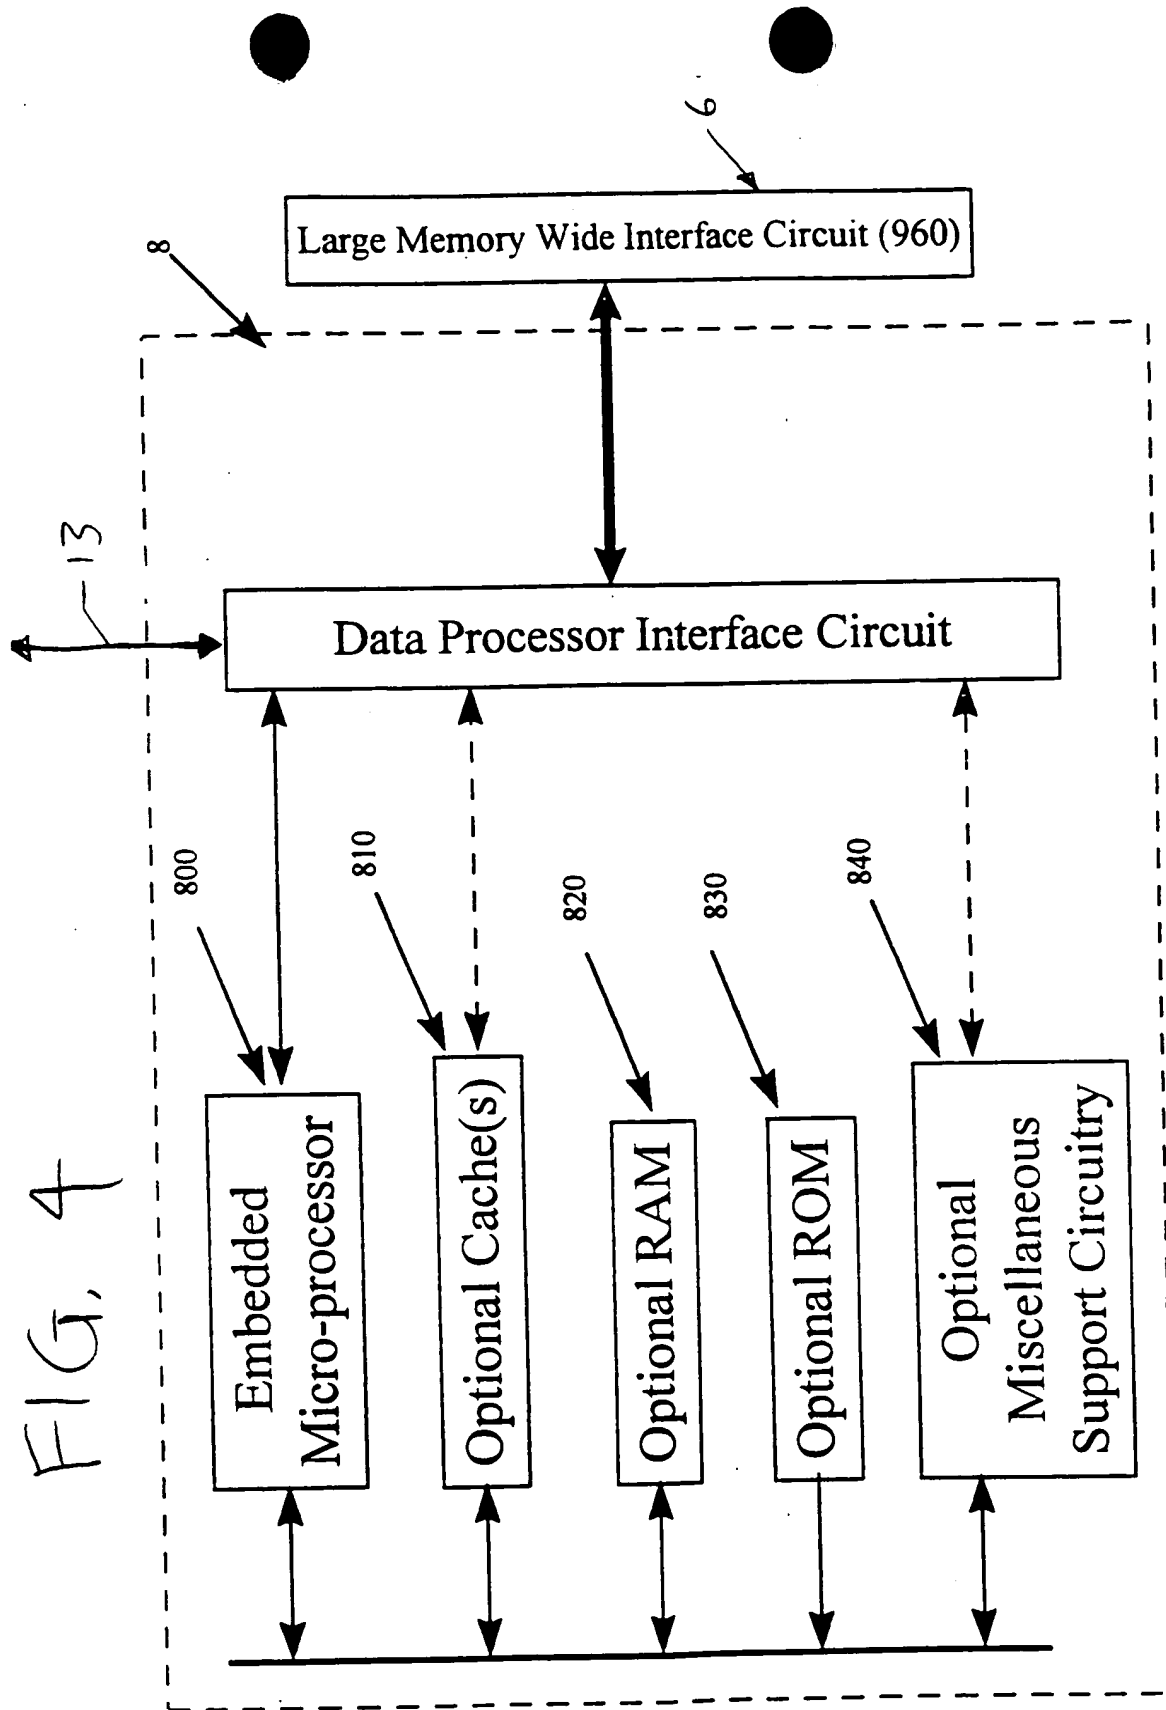 FIG. 4
8
13
6
800
Embedded
Micro-processor
810
Optional Cache(s)
820
Optional RAM
830
Optional ROM
840
Optional
Miscellaneous
Support Circuitry
Data Processor Interface Circuit
Large Memory Wide Interface Circuit (960)